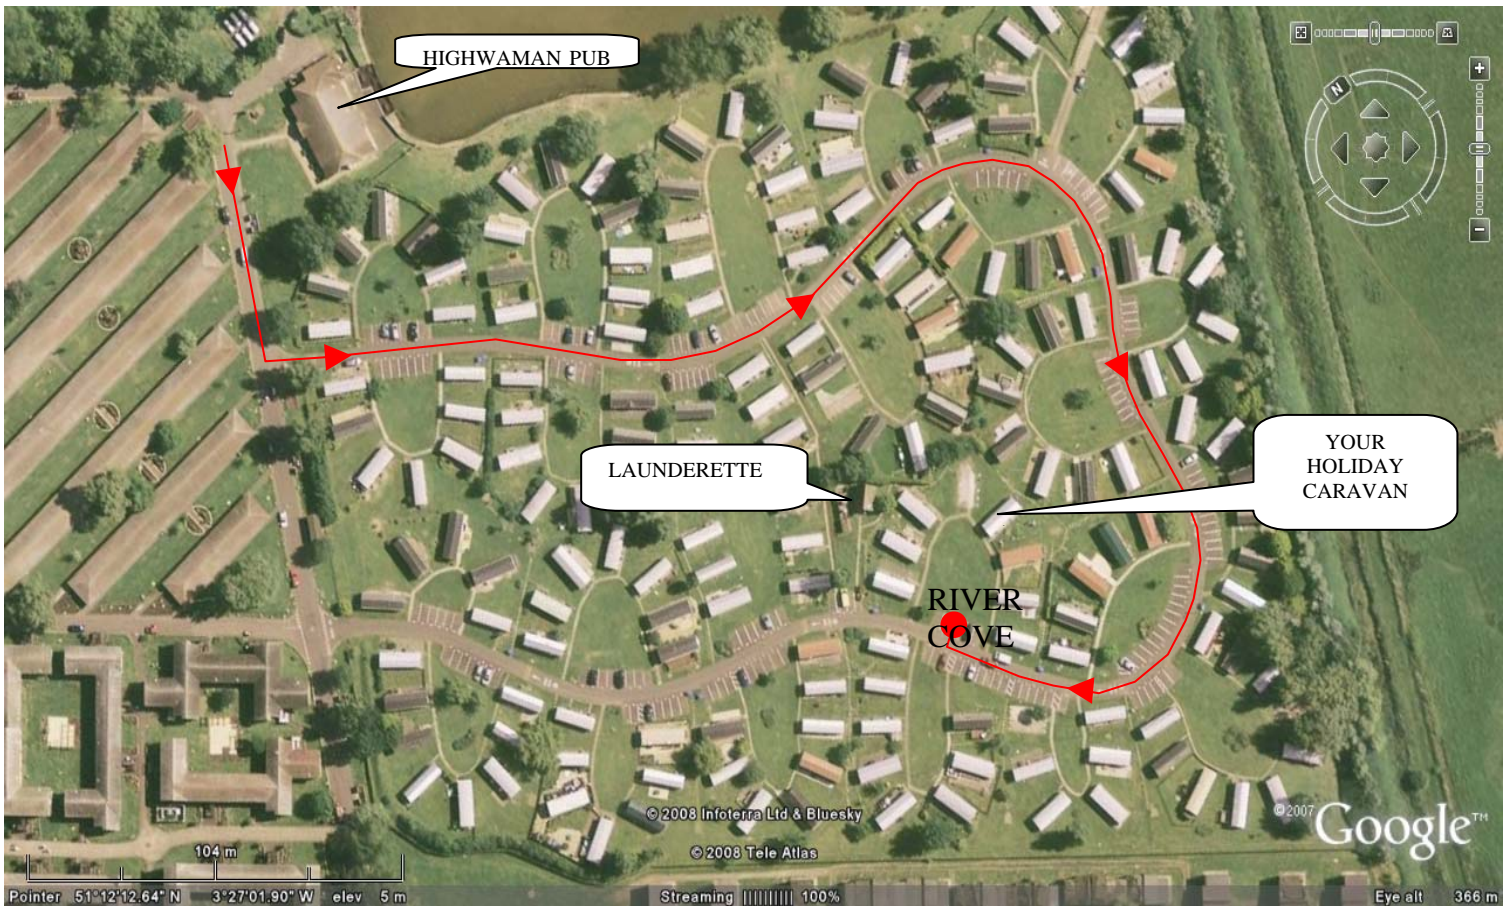 HIGHWAMAN PUB
N
LAUNDERETTE
YOUR
HOLIDAY
CARAVAN
RIVER
COVE
© 2008 Infoterra Ltd & Bluesky
©2007 Google™
104 m
© 2008 Tele Atlas
Pointer 51°12'12.64" N 3°27'01.90" W elev 5 m Streaming |||||||||| 100% Eye alt 366 m